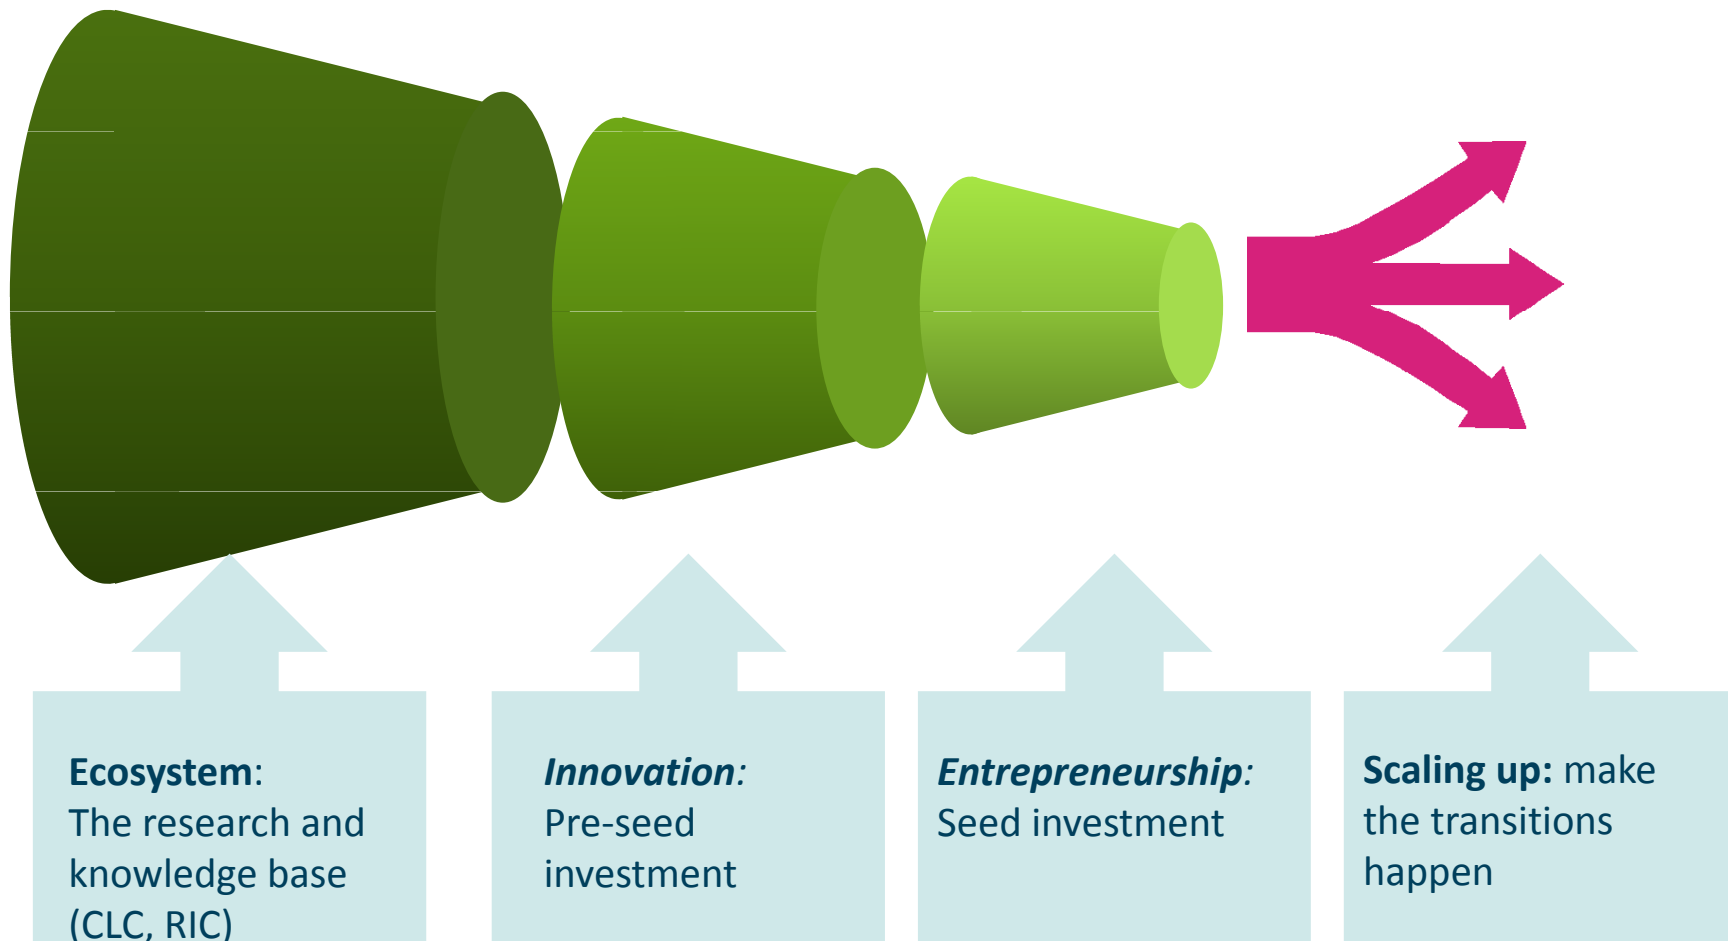 Ecosystem:
The research and
knowledge base
(CLC, RIC)
Innovation:
Pre-seed
investment
Entrepreneurship:
Seed investment
Scaling up: make
the transitions
happen